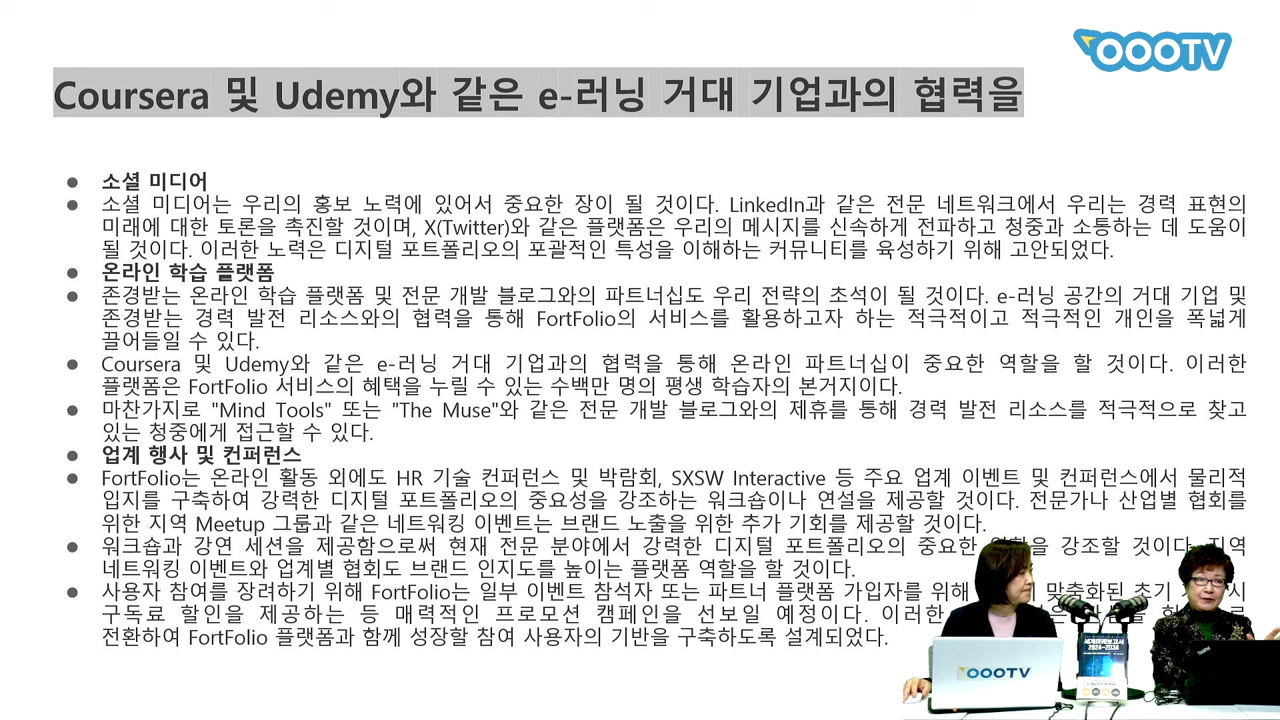 OOOTV
Coursera 및 Udemy와 같은 e-러닝 거대 기업과의 협력을
● 소셜 미디어
● 소셜 미디어는 우리의 홍보 노력에 있어서 중요한 장이 될 것이다. LinkedIn과 같은 전문 네트워크에서 우리는 경력 표현의
미래에 대한 토론을 촉진할 것이며, X(Twitter)와 같은 플랫폼은 우리의 메시지를 신속하게 전파하고 청중과 소통하는 데 도움이
될 것이다. 이러한 노력은 디지털 포트폴리오의 포괄적인 특성을 이해하는 커뮤니티를 육성하기 위해 고안되었다.
● 온라인 학습 플랫폼
● 존경받는 온라인 학습 플랫폼 및 전문 개발 블로그와의 파트너십도 우리 전략의 초석이 될 것이다. e-러닝 공간의 거대 기업 및
존경받는 경력 발전 리소스와의 협력을 통해 FortFolio의 서비스를 활용하고자 하는 적극적이고 적극적인 개인을 폭넓게
끌어들일 수 있다.
● Coursera 및 Udemy와 같은 e-러닝 거대 기업과의 협력을 통해 온라인 파트너십이 중요한 역할을 할 것이다. 이러한
플랫폼은 FortFolio 서비스의 혜택을 누릴 수 있는 수백만 명의 평생 학습자의 본거지이다.
● 마찬가지로 "Mind Tools" 또는 "The Muse"와 같은 전문 개발 블로그와의 제휴를 통해 경력 발전 리소스를 적극적으로 찾고
있는 청중에게 접근할 수 있다.
● 업계 행사 및 컨퍼런스
● FortFolio는 온라인 활동 외에도 HR 기술 컨퍼런스 및 박람회, SXSW Interactive 등 주요 업계 이벤트 및 컨퍼런스에서 물리적
입지를 구축하여 강력한 디지털 포트폴리오의 중요성을 강조하는 워크숍이나 연설을 제공할 것이다. 전문가나 산업별 협회를
위한 지역 Meetup 그룹과 같은 네트워킹 이벤트는 브랜드 노출을 위한 추가 기회를 제공할 것이다.
● 워크숍과 강연 세션을 제공함으로써 현재 전문 분야에서 강력한 디지털 포트폴리오의 중요한 강조할 것이다. 지역
네트워킹 이벤트와 업계별 협회도 브랜드 인지도를 높이는 플랫폼 역할을 할 것이다.
● 사용자 참여를 장려하기 위해 FortFolio는 일부 이벤트 참석자 또는 파트너 플랫폼 가입자를 위해 맞춤화된 초기
구독료 할인을 제공하는 등 매력적인 프로모션 캠페인을 선보일 예정이다. 이러한
전환하여 FortFolio 플랫폼과 함께 성장할 참여 사용자의 기반을 구축하도록 설계되었다.
OOOTV
2024~2034
ThinkPad